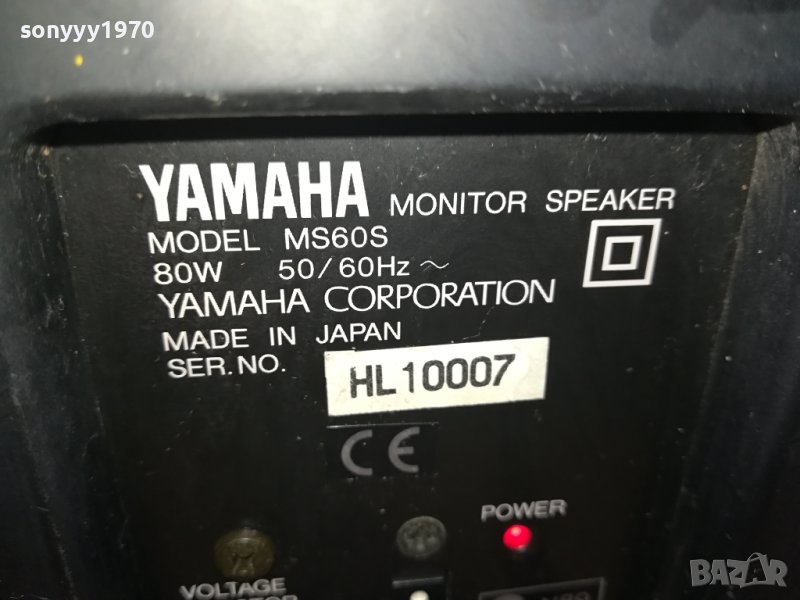 sonyyy1970
YAMAHA MONITOR SPEAKER
MODEL MS60S
80W 50/60Hz ~
YAMAHA CORPORATION
MADE IN JAPAN
SER.NO. HL10007
CE
POWER
VOLTAGE
BAZAR